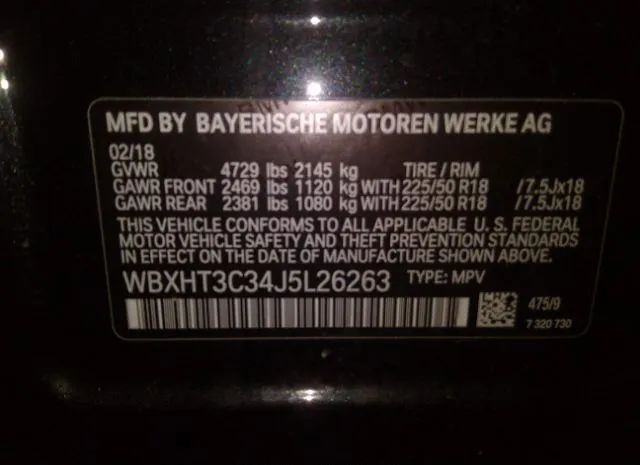 MFD BY BAYERISCHE MOTOREN WERKE AG
02/18
GVWR 4729 lbs 2145 kg TIRE / RIM
GAWR FRONT 2469 lbs 1120 kg WITH 225/50 R18 /7.5Jx18
GAWR REAR 2381 lbs 1080 kg WITH 225/50 R18 /7.5Jx18
THIS VEHICLE CONFORMS TO ALL APPLICABLE U. S. FEDERAL
MOTOR VEHICLE SAFETY AND THEFT PREVENTION STANDARDS
IN EFFECT ON THE DATE OF MANUFACTURE SHOWN ABOVE.
WBXHT3C34J5L26263 TYPE: MPV
475/9
7 320 730